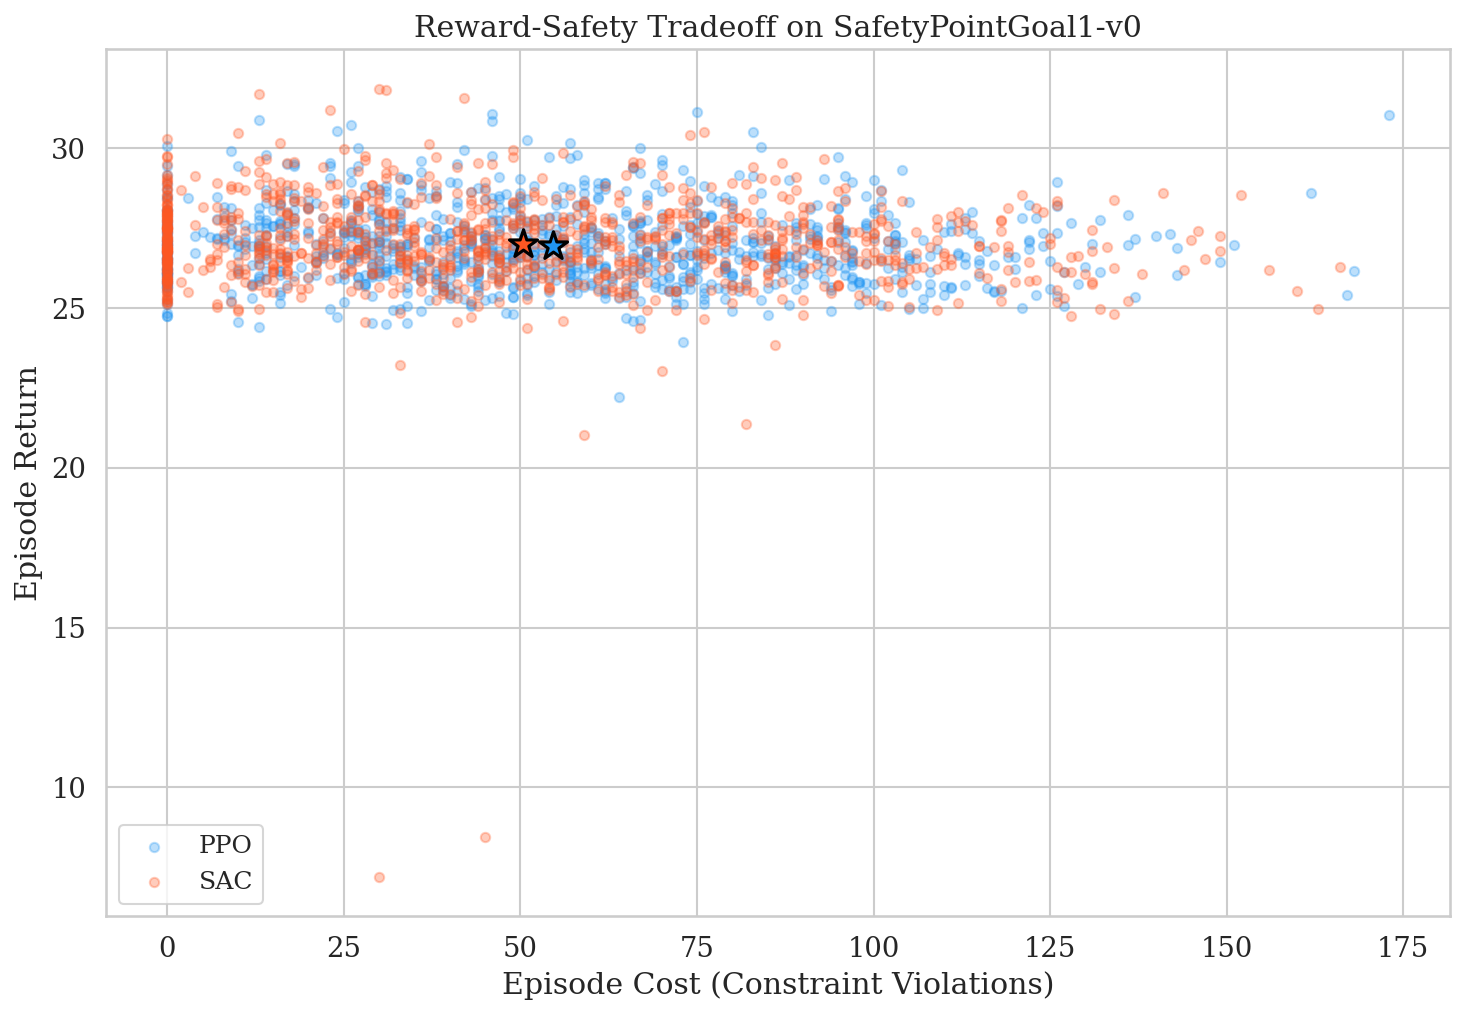 Reward-Safety Tradeoff on SafetyPointGoal1-v0
Episode Return
30
25
20
15
10
PPO
SAC
0 25 50 75 100 125 150 175
Episode Cost (Constraint Violations)